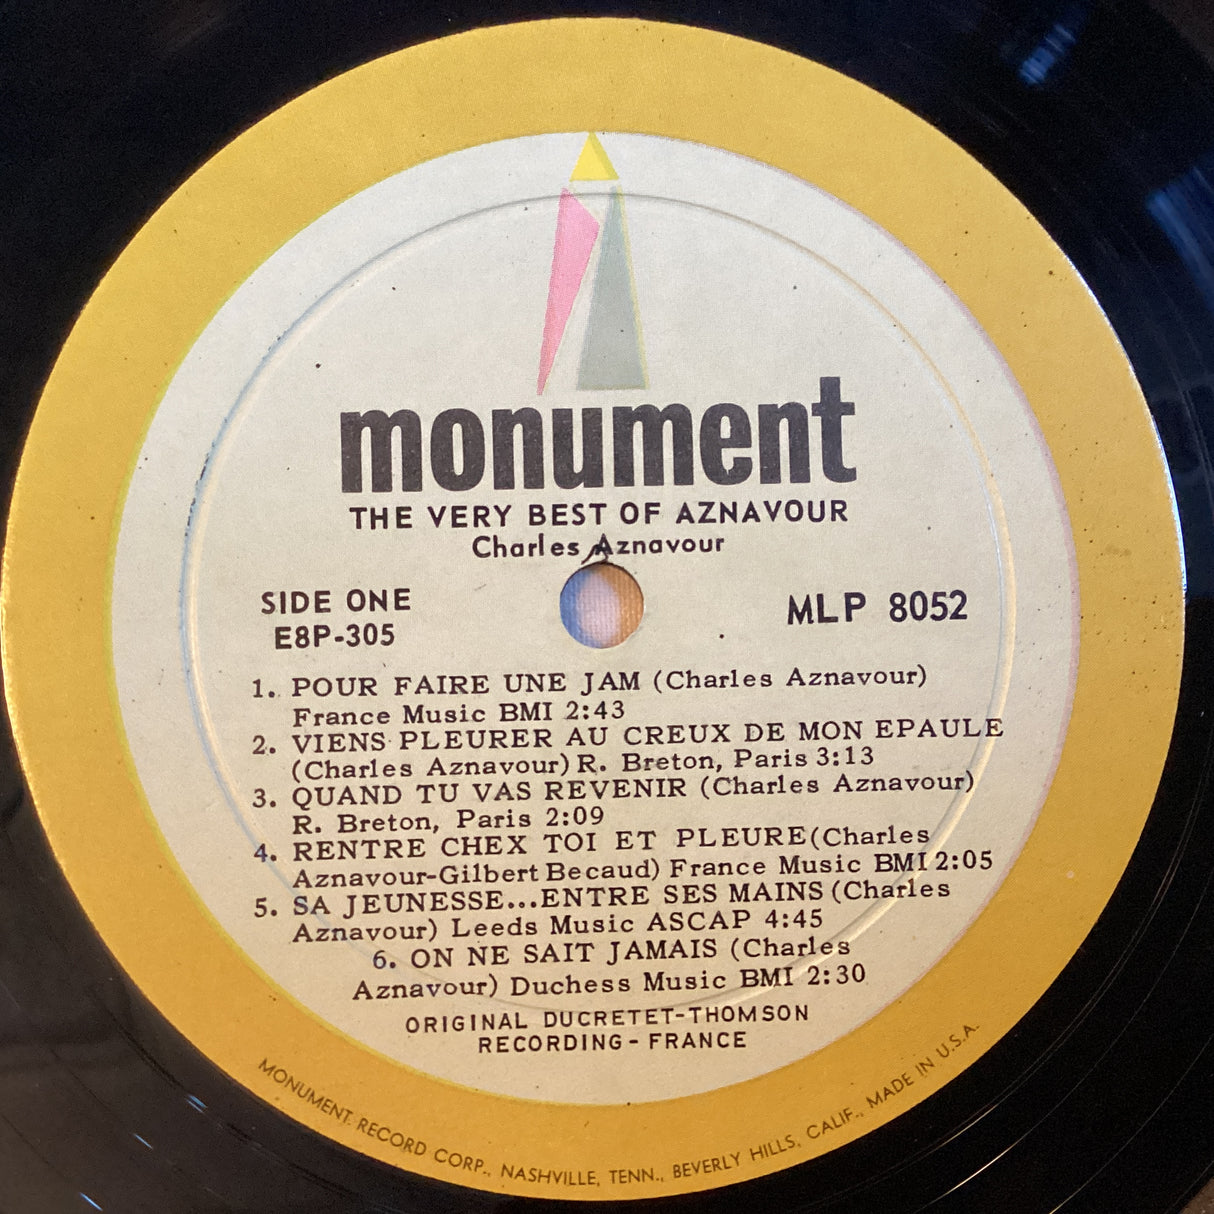 monument
THE VERY BEST OF AZNAVOUR
Charles Aznavour
SIDE ONE
E8P-305
MLP 8052
1. POUR FAIRE UNE JAM (Charles Aznavour)
France Music BMI 2:43
2. VIENS PLEURER AU CREUX DE MON EPAULE
(Charles Aznavour) R. Breton, Paris 3:13
3. QUAND TU VAS REVENIR (Charles Aznavour)
R. Breton, Paris 2:09
4. RENTRE CHEX TOI ET PLEURE(Charles
Aznavour-Gilbert Becaud) France Music BMI 2:05
5. SA JEUNESSE...ENTRE SES MAINS (Charles
Aznavour) Leeds Music ASCAP 4:45
6. ON NE SAIT JAMAIS (Charles
Aznavour) Duchess Music BMI 2:30
ORIGINAL DUCRETET-THOMSON
RECORDING - FRANCE
MONUMENT RECORD CORP., NASHVILLE, TENN., BEVERLY HILLS, CALIF., MADE IN U.S.A.